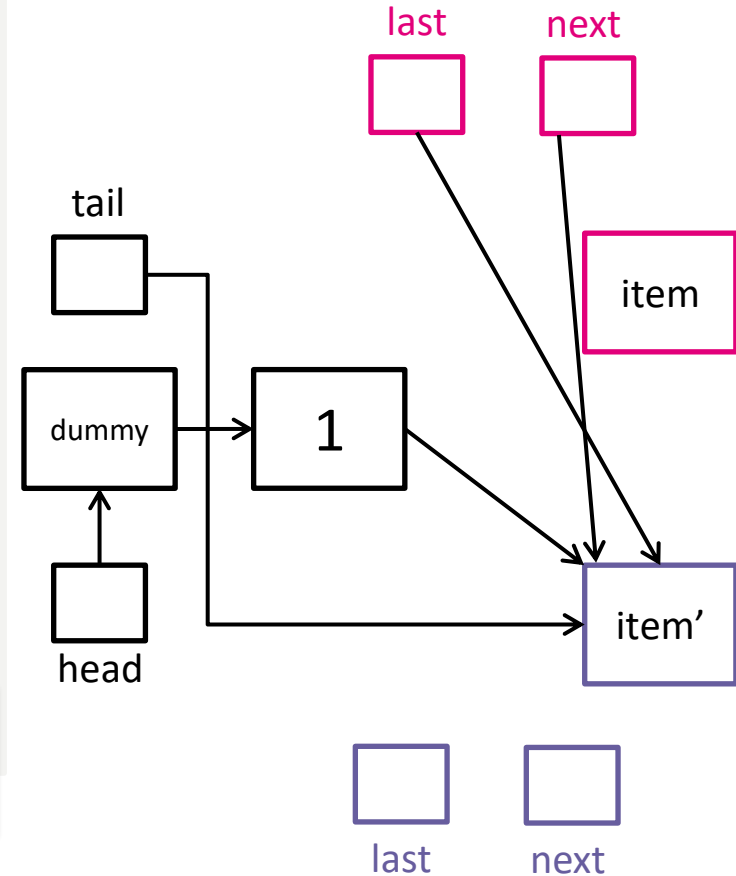 last next
tail
item
dummy 1
item’
head
last next